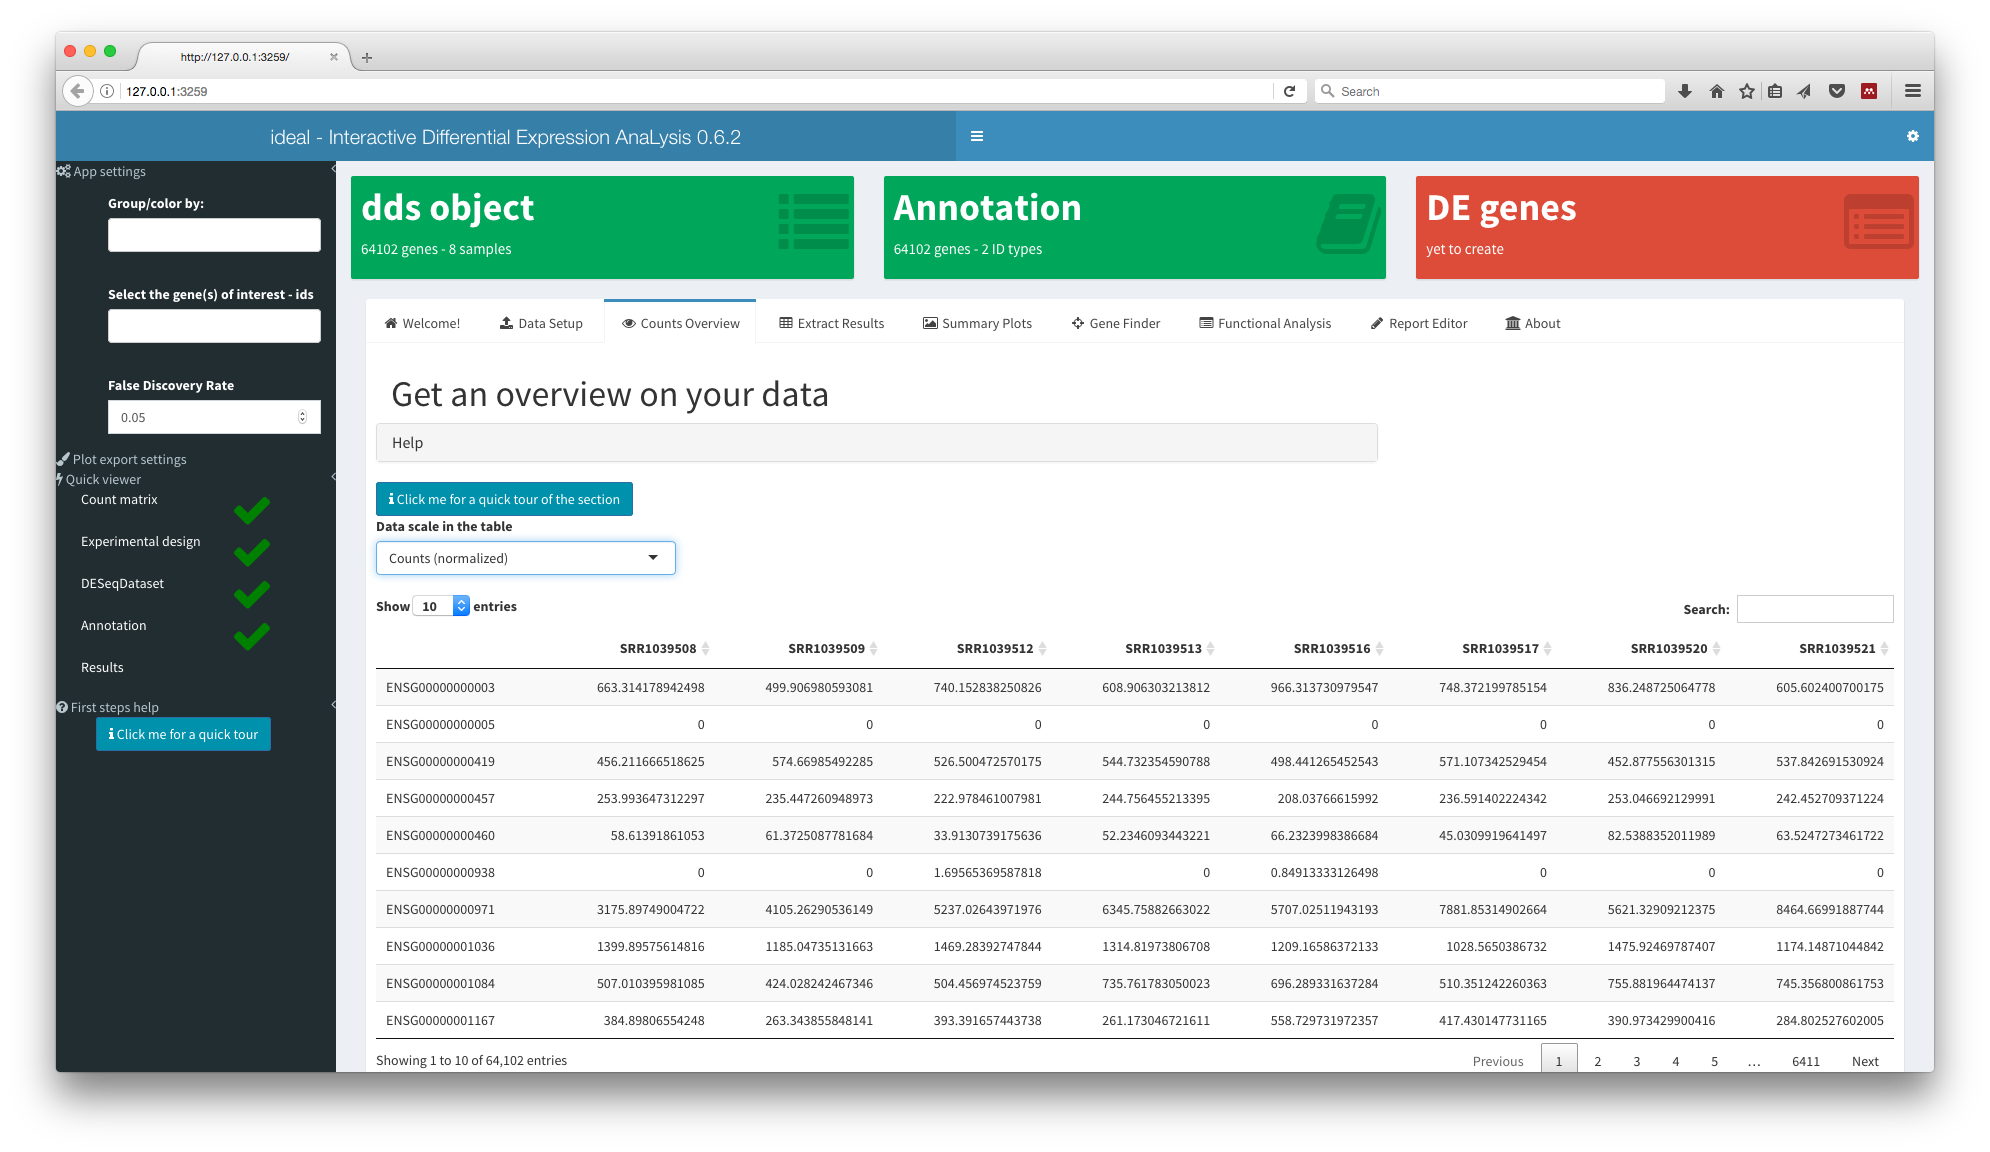 http://127.0.0.1:3259/
127.0.0.1:3259
Search
ideal - Interactive Differential Expression AnaLysis 0.6.2
App settings
Group/color by:
Select the gene(s) of interest - ids
False Discovery Rate
0.05
Plot export settings
Quick viewer
Count matrix
Experimental design
DESeqDataset
Annotation
Results
First steps help
Click me for a quick tour
dds object
64102 genes - 8 samples
Annotation
64102 genes - 2 ID types
DE genes
yet to create
Welcome! Data Setup Counts Overview Extract Results Summary Plots Gene Finder Functional Analysis Report Editor About
Get an overview on your data
Help
Click me for a quick tour of the section
Data scale in the table
Counts (normalized)
Show 10 entries
Search:
SRR1039508 SRR1039509 SRR1039512 SRR1039513 SRR1039516 SRR1039517 SRR1039520 SRR1039521
ENSG00000000003 663.314178942498 499.906980593081 740.152838250826 608.906303213812 966.313730979547 748.372199785154 836.248725064778 605.602400700175
ENSG00000000005 0 0 0 0 0 0 0 0
ENSG00000000419 456.211666518625 574.66985492285 526.500472570175 544.732354590788 498.441265452543 571.107342529454 452.877556301315 537.842691530924
ENSG00000000457 253.993647312297 235.447260948973 222.978461007981 244.756455213395 208.03766615992 236.591402224342 253.046692129991 242.452709371224
ENSG00000000460 58.61391861053 61.3725087781684 33.9130739175636 52.2346093443221 66.2323998386684 45.0309919641497 82.5388352011989 63.5247273461722
ENSG00000000938 0 0 1.69565369587818 0 0.84913333126498 0 0 0
ENSG00000000971 3175.89749004722 4105.26290536149 5237.02643971976 6345.75882663022 5707.02511943193 7881.85314902664 5621.32909212375 8464.66991887744
ENSG00000001036 1399.89575614816 1185.04735131663 1469.28392747844 1314.81973806708 1209.16586372133 1028.5650386732 1475.92469787407 1174.14871044842
ENSG00000001084 507.010395981085 424.028242467346 504.456974523759 735.761783050023 696.289331637284 510.351242260363 755.881964474137 745.356800861753
ENSG00000001167 384.89806554248 263.343855848141 393.391657443738 261.173046721611 558.729731972357 417.430147731165 390.973429900416 284.802527602005
Showing 1 to 10 of 64,102 entries
Previous 1 2 3 4 5 … 6411 Next